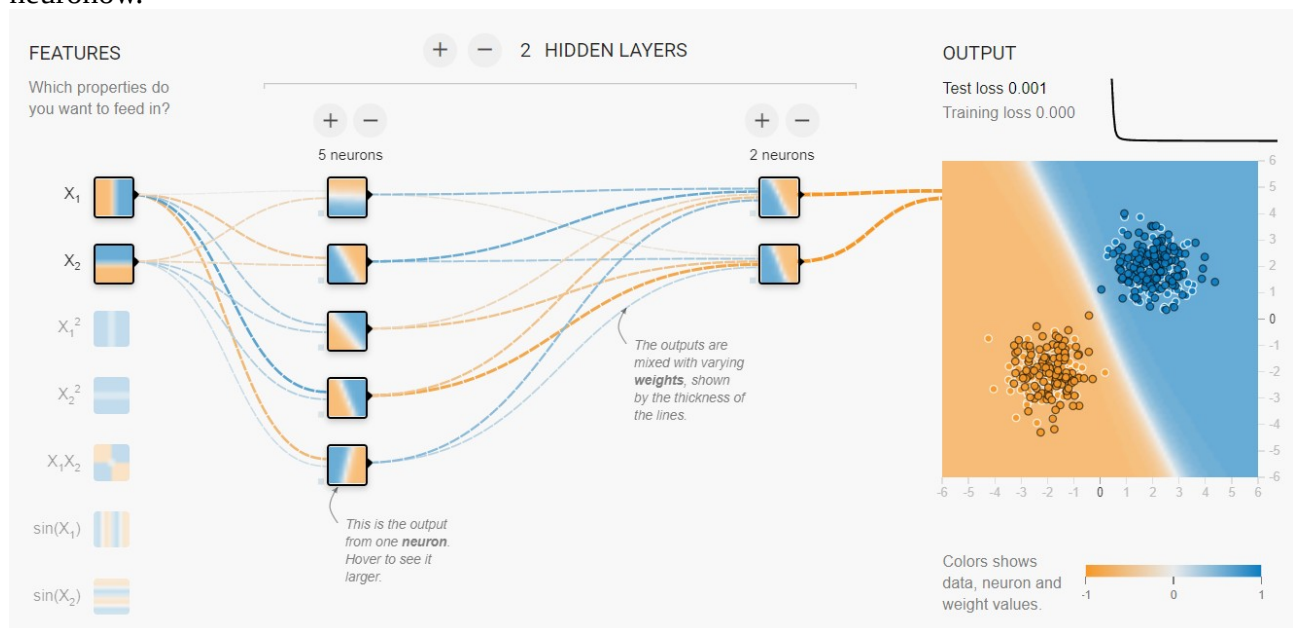 neuronów.
FEATURES
Which properties do
you want to feed in?
X₁
X₂
X₁²
X₂²
X₁X₂
sin(X₁)
sin(X₂)
+ − 2 HIDDEN LAYERS
+ −
5 neurons
This is the output
from one neuron.
Hover to see it
larger.
+ −
2 neurons
The outputs are
mixed with varying
weights, shown
by the thickness of
the lines.
OUTPUT
Test loss 0.001
Training loss 0.000
6
5
4
3
2
1
0
-1
-2
-3
-4
-5
-6
-6 -5 -4 -3 -2 -1 0 1 2 3 4 5 6
Colors shows
data, neuron and
weight values.
-1 0 1